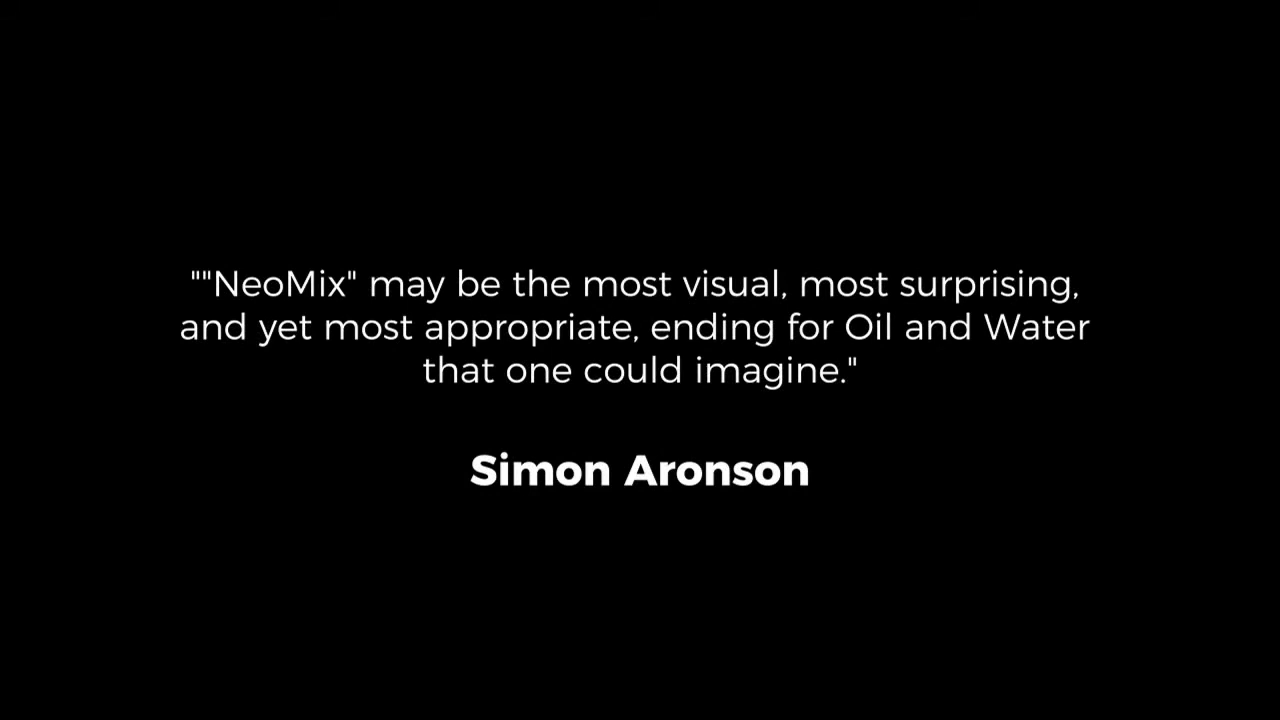 ""NeoMix" may be the most visual, most surprising,
and yet most appropriate, ending for Oil and Water
that one could imagine."
Simon Aronson